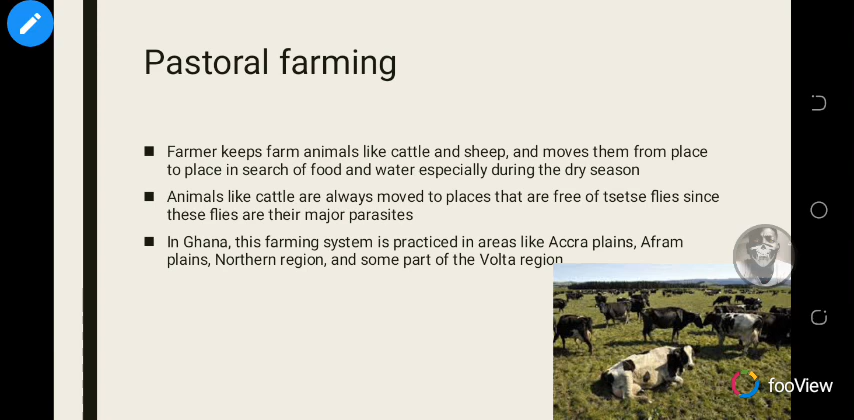 Pastoral farming
■ Farmer keeps farm animals like cattle and sheep, and moves them from place
to place in search of food and water especially during the dry season
■ Animals like cattle are always moved to places that are free of tsetse flies since
these flies are their major parasites
■ In Ghana, this farming system is practiced in areas like Accra plains, Afram
plains, Northern region, and some part of the Volta region
fooView